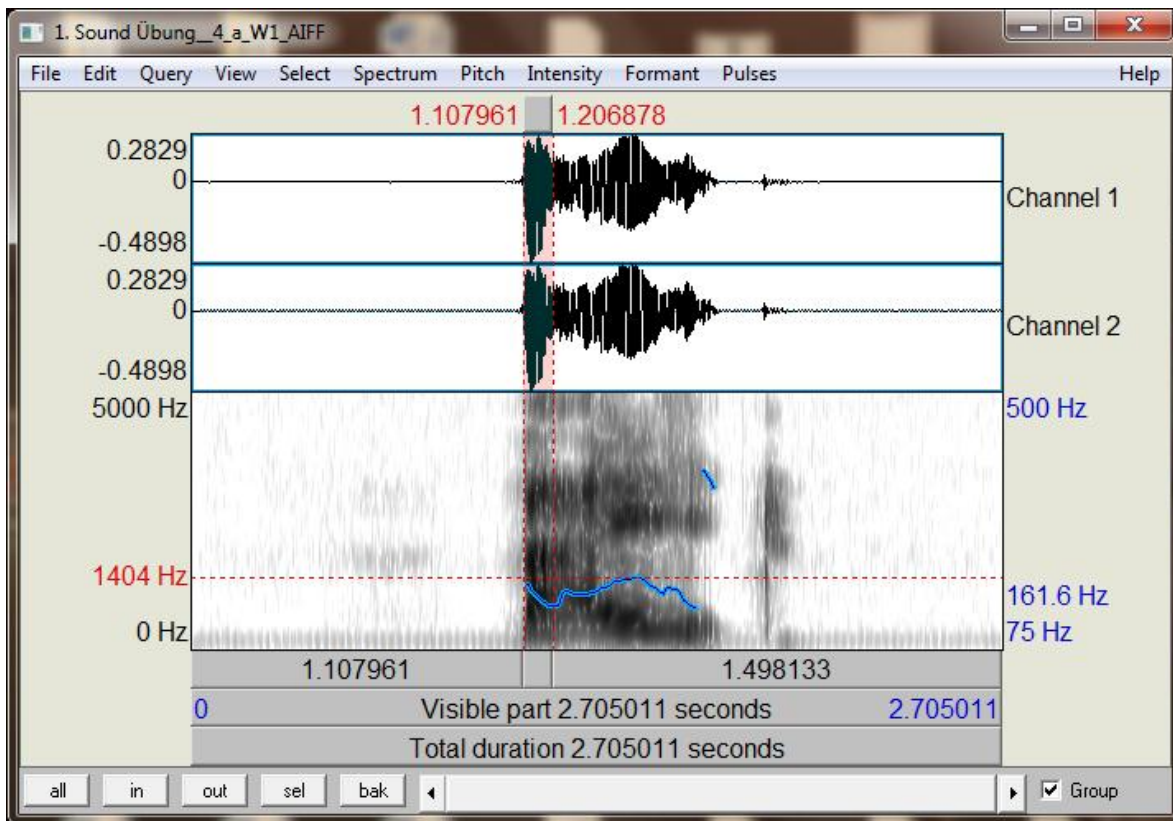 1. Sound Übung__4_a_W1_AIFF
File Edit Query View Select Spectrum Pitch Intensity Formant Pulses Help
1.107961 1.206878
0.2829
0
-0.4898
Channel 1
0.2829
0
-0.4898
Channel 2
5000 Hz 500 Hz
1404 Hz
161.6 Hz
0 Hz 75 Hz
1.107961 1.498133
0 Visible part 2.705011 seconds 2.705011
Total duration 2.705011 seconds
all in out sel bak Group